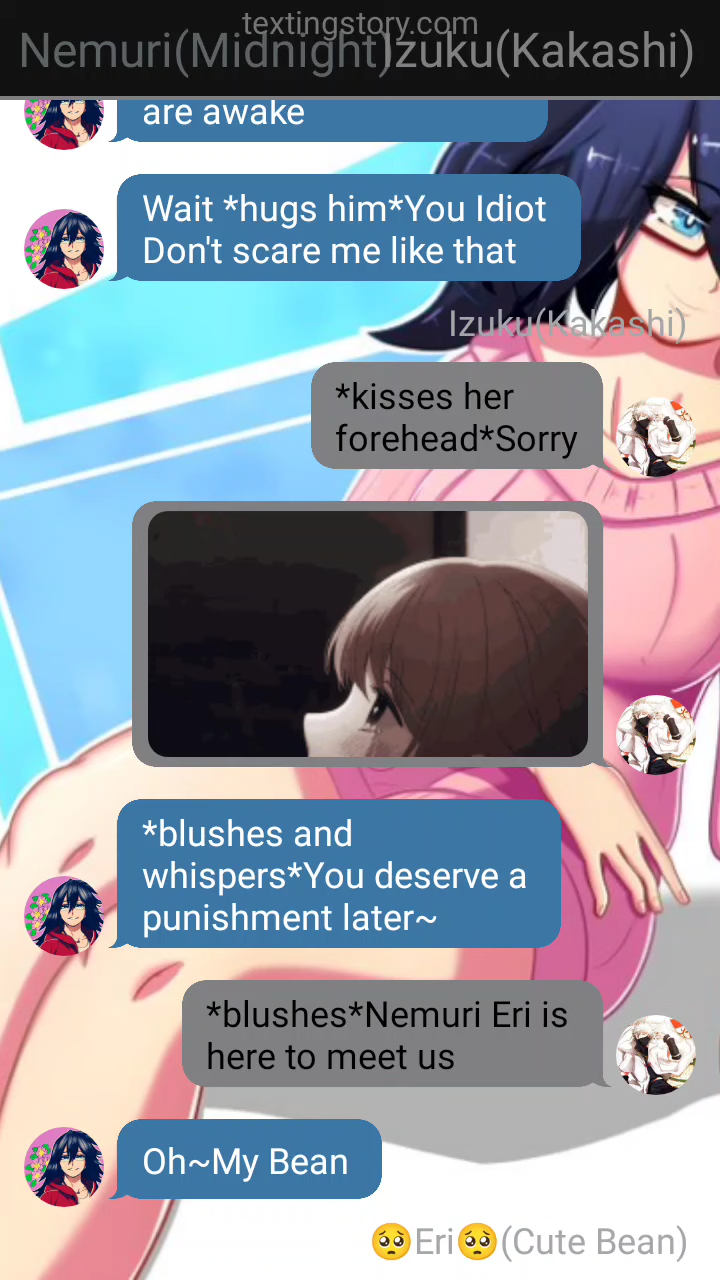 textingstory.com
Nemuri(Midnight)Izuku(Kakashi)
are awake
Wait *hugs him*You Idiot
Don't scare me like that
Izuku(Kakashi)
*kisses her
forehead*Sorry
*blushes and
whispers*You deserve a
punishment later~
*blushes*Nemuri Eri is
here to meet us
Oh~My Bean
🥺Eri🥺(Cute Bean)